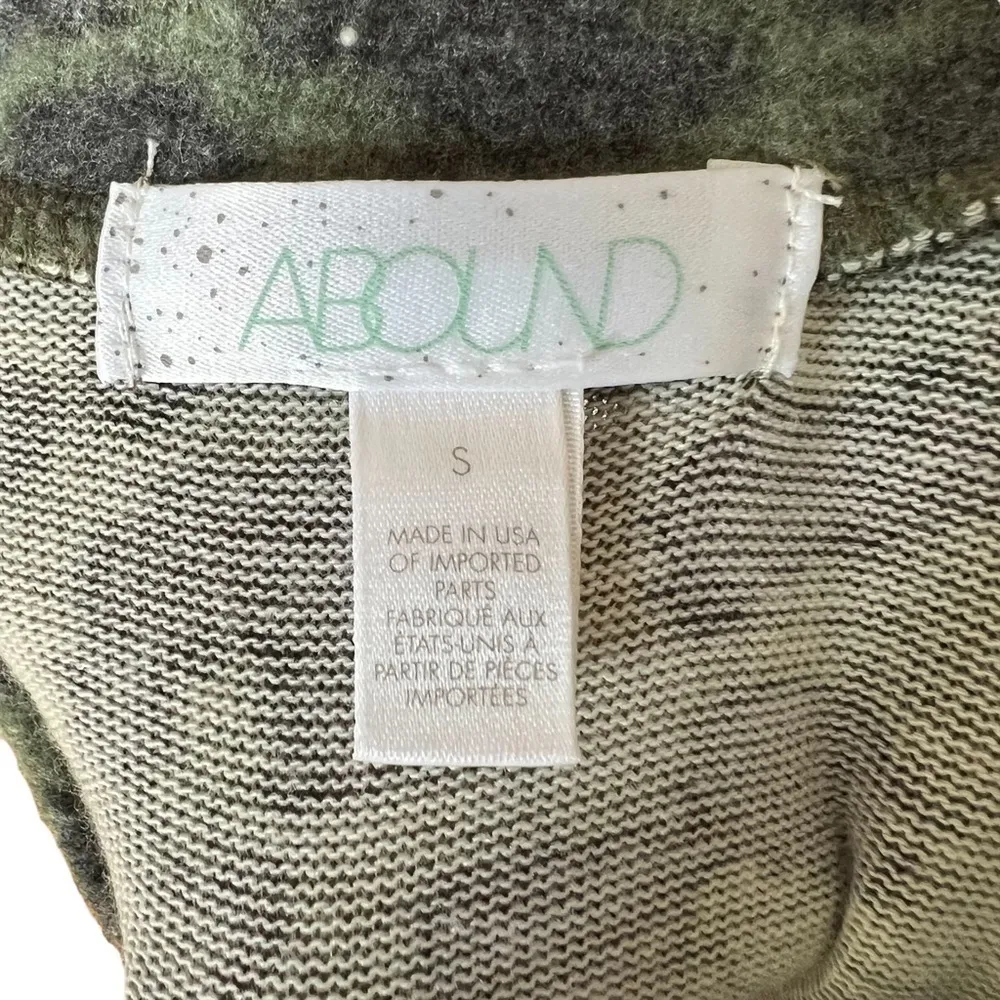 ABOUND
S
MADE IN USA
OF IMPORTED
PARTS
FABRIQUÉ AUX
ÉTATS-UNIS À
PARTIR DE PIÈCES
IMPORTÉES